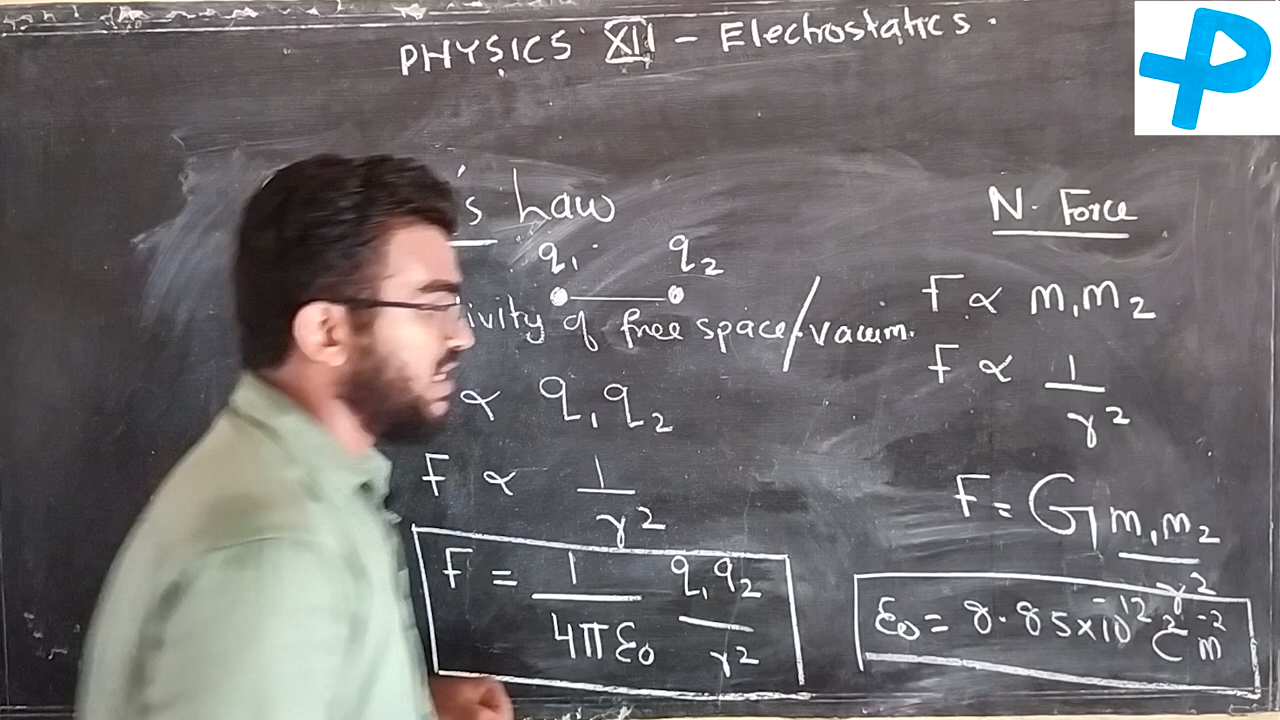 PHYSICS XII - Electrostatics.
's Law
q₁ q₂
ivity of free space/vacum.
∝ q₁q₂
F ∝ 1/r²
F = 1/4πε₀ q₁q₂/r²
N. Force
F ∝ m₁m₂
F ∝ 1/r²
F = G m₁m₂/r²
ε₀ = 8.85×10⁻¹² C² m⁻²